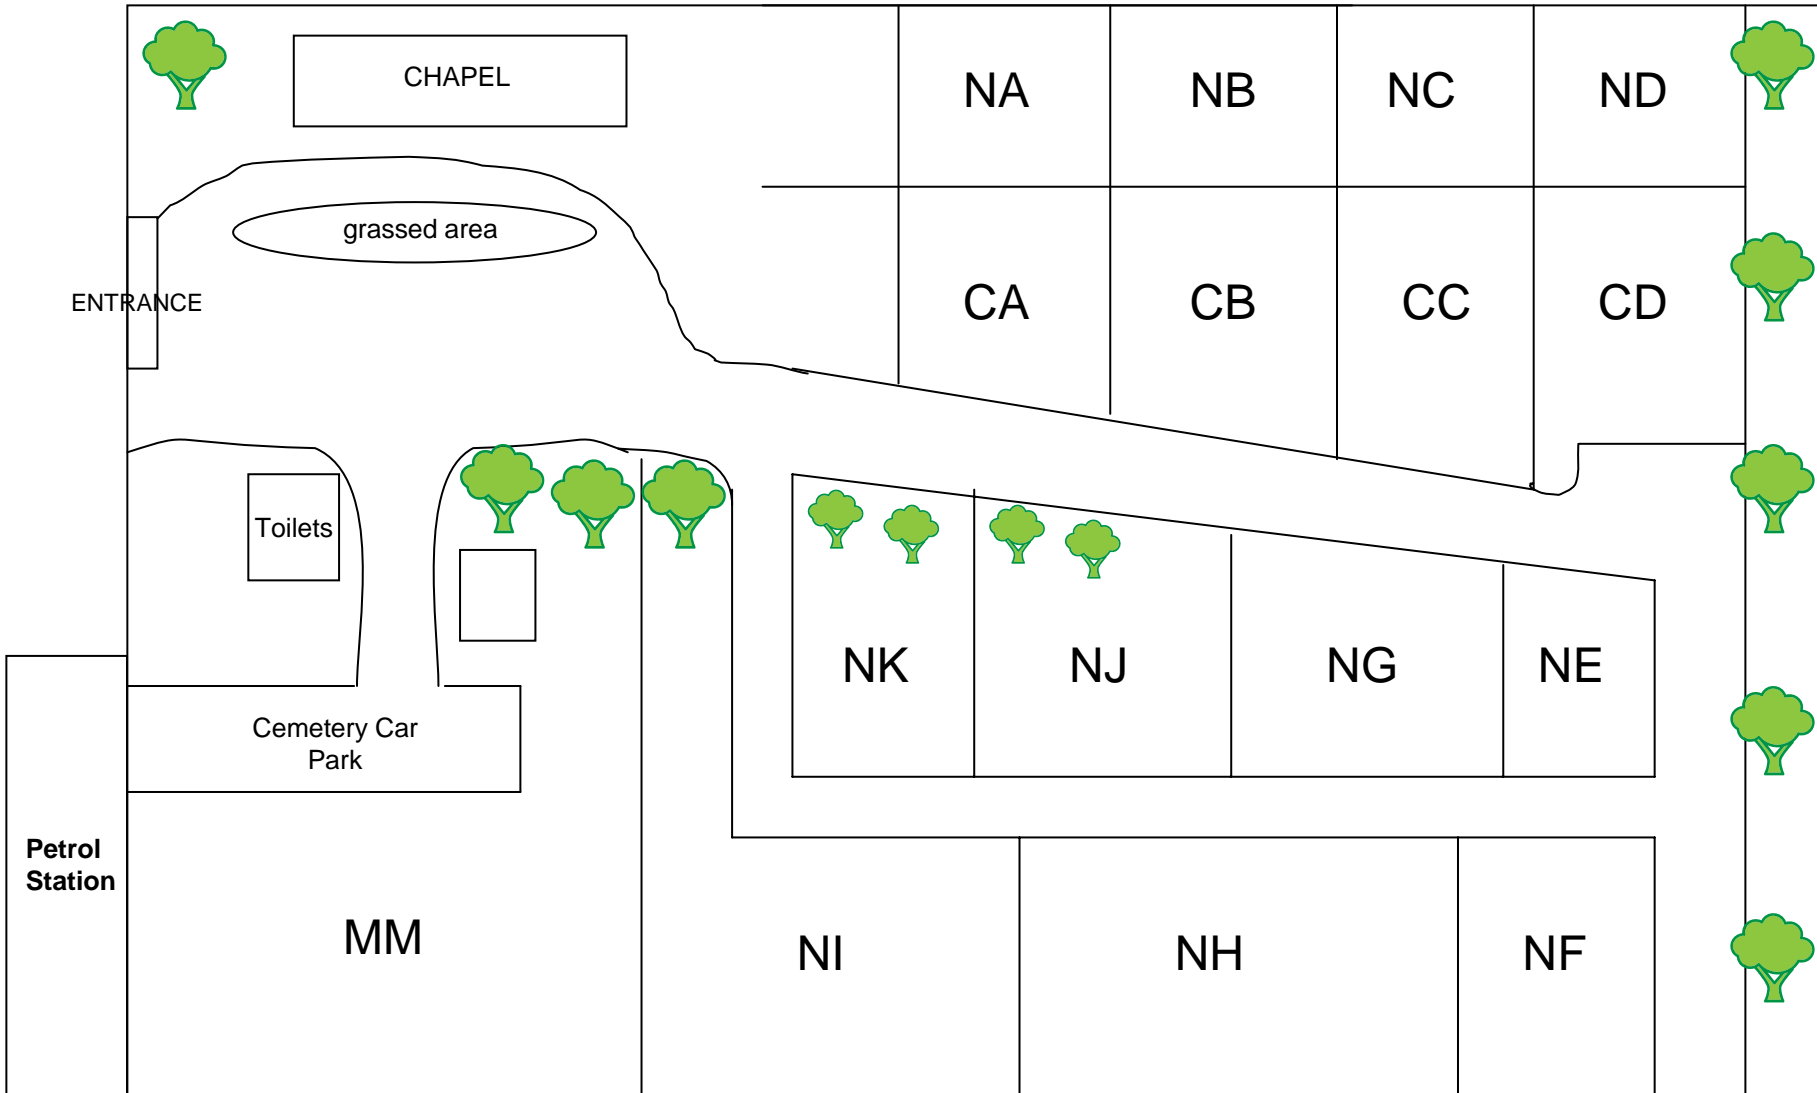 CHAPEL
NA
NB
NC
ND
grassed area
ENTRANCE
CA
CB
CC
CD
Toilets
NK
NJ
NG
NE
Cemetery Car
Park
Petrol
Station
MM
NI
NH
NF